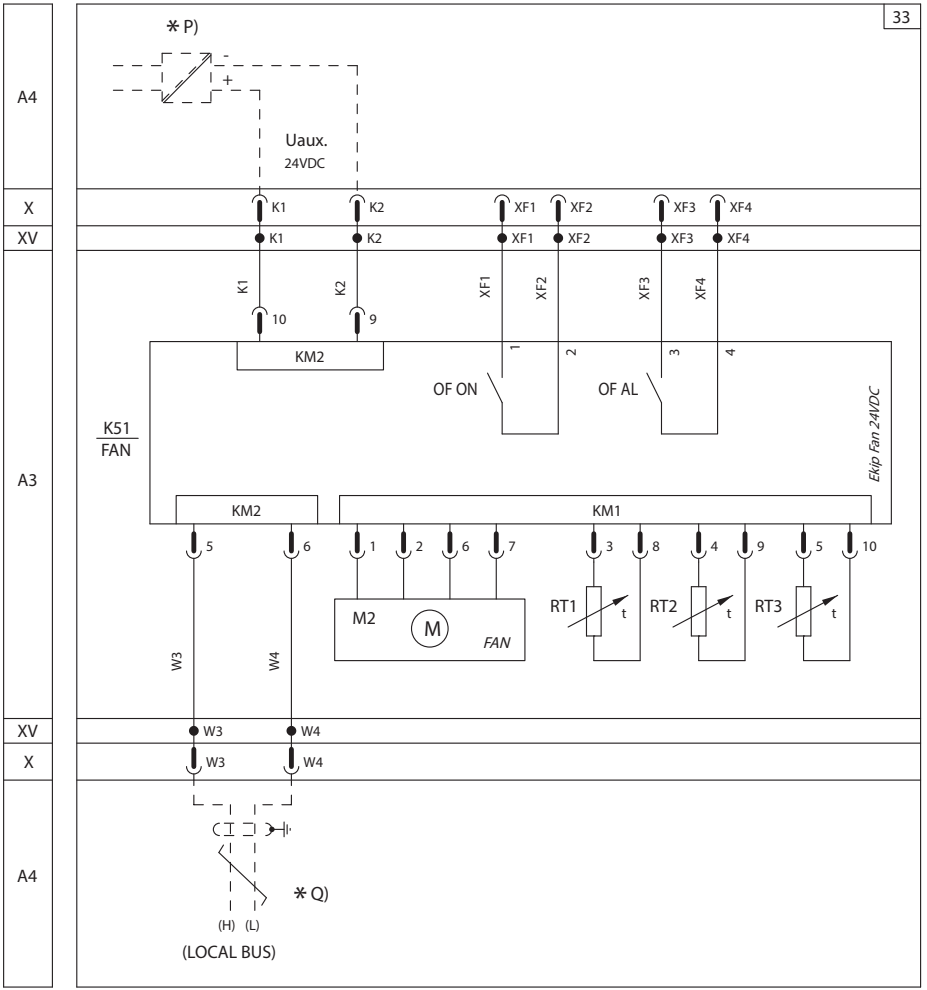 33
* P)
-
+
A4
Uaux.
24VDC
X
K1 K2 XF1 XF2 XF3 XF4
XV
K1 K2 XF1 XF2 XF3 XF4
K1 K2 XF1 XF2 XF3 XF4
10 9
KM2
1 2 3 4
OF ON
OF AL
Ekip Fan 24VDC
K51
FAN
A3
KM2
KM1
5 6 1 2 6 7 3 8 4 9 5 10
M2
M
FAN
RT1 t
RT2 t
RT3 t
W3 W4
XV
W3 W4
X
W3 W4
A4
* Q)
(H) (L)
(LOCAL BUS)